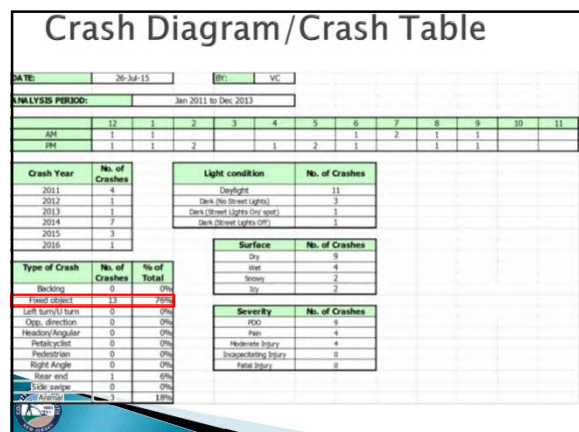 Crash Diagram/Crash Table
DATE: 26-Jul-15 BY: VC
ANALYSIS PERIOD: Jan 2011 to Dec 2013
12 1 2 3 4 5 6 7 8 9 10 11
AM 1 1 1 2 1 1
PM 1 1 2 1 2 1 1 1
Crash Year No. of Crashes
2011 4
2012 1
2013 1
2014 7
2015 3
2016 1
Light condition No. of Crashes
Daylight 11
Dark (No Street Lights) 3
Dark (Street Lights On/ spot) 1
Dark (Street Lights Off) 1
Surface No. of Crashes
Dry 9
Wet 4
Snowy 2
Icy 2
Type of Crash No. of Crashes % of Total
Backing 0 0%
Fixed object 13 76%
Left turn/U turn 0 0%
Opp. direction 0 0%
Headon/Angular 0 0%
Petalcyclist 0 0%
Pedestrian 0 0%
Right Angle 0 0%
Rear end 1 6%
Side swipe 0 0%
Animal 3 18%
Severity No. of Crashes
PDO 9
Pain 4
Moderate Injury 4
Incapacitating Injury 0
Fatal Injury 0